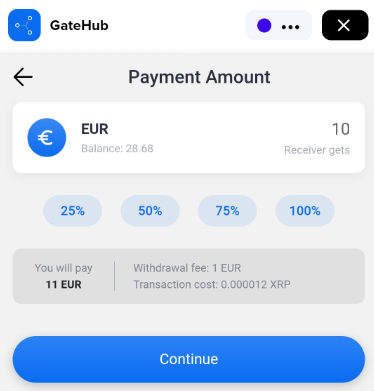 GateHub
Payment Amount
EUR
10
Balance: 28.68
Receiver gets
25%
50%
75%
100%
You will pay
Withdrawal fee: 1 EUR
11 EUR
Transaction cost: 0.000012 XRP
Continue